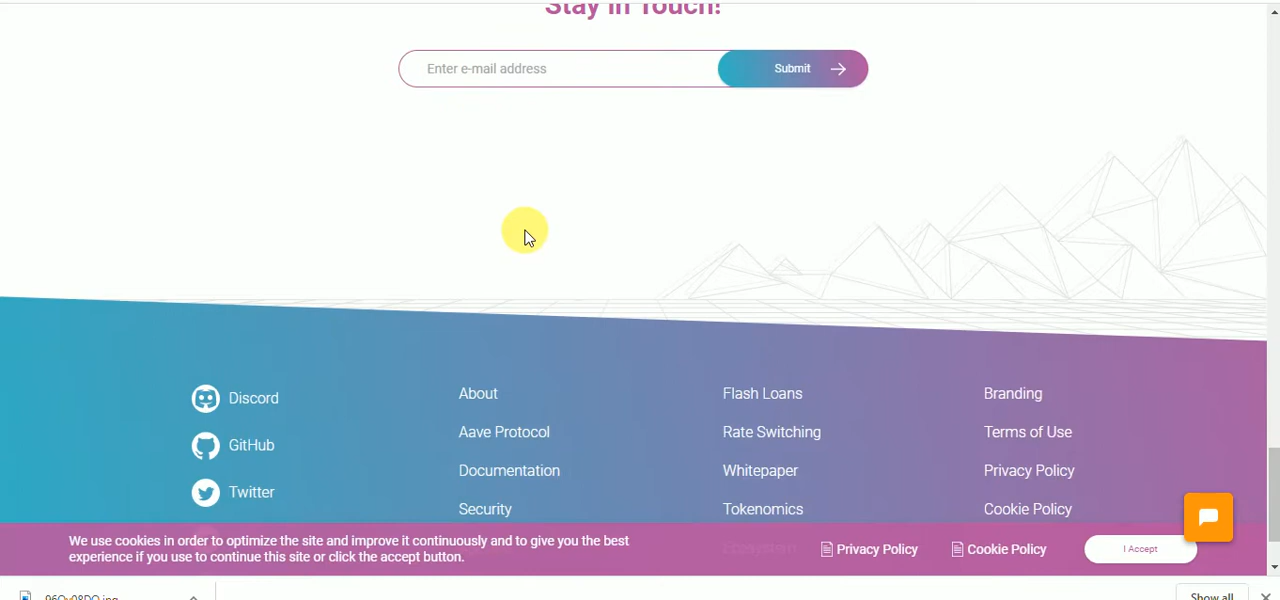 Stay in Touch!
Enter e-mail address
Submit
Discord
GitHub
Twitter
About
Aave Protocol
Documentation
Security
Flash Loans
Rate Switching
Whitepaper
Tokenomics
Ecosystem
Branding
Terms of Use
Privacy Policy
Cookie Policy
We use cookies in order to optimize the site and improve it continuously and to give you the best
experience if you use to continue this site or click the accept button.
Privacy Policy
Cookie Policy
I Accept
Show all